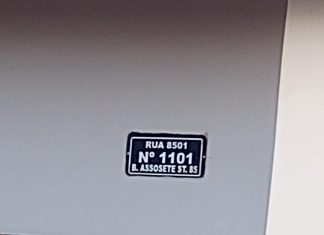 RUA 8501
Nº 1101
B. ASSOSETE ST. 85